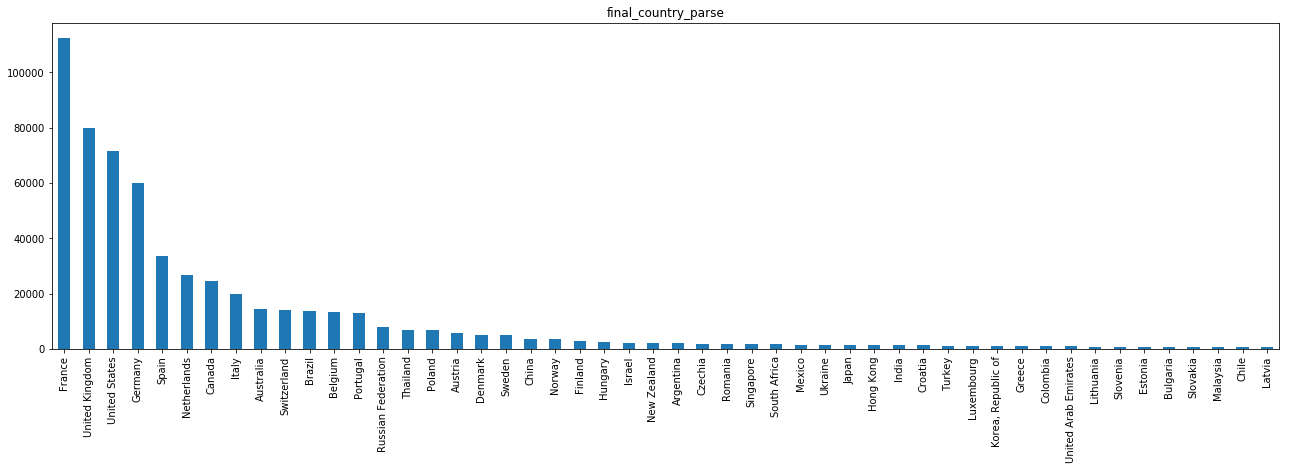 final_country_parse
100000
80000
60000
40000
20000
0
France
United Kingdom
United States
Germany
Spain
Netherlands
Canada
Italy
Australia
Switzerland
Brazil
Belgium
Portugal
Russian Federation
Thailand
Poland
Austria
Denmark
Sweden
China
Norway
Finland
Hungary
Israel
New Zealand
Argentina
Czechia
Romania
Singapore
South Africa
Mexico
Ukraine
Japan
Hong Kong
India
Croatia
Turkey
Luxembourg
Korea, Republic of
Greece
Colombia
United Arab Emirates
Lithuania
Slovenia
Estonia
Bulgaria
Slovakia
Malaysia
Chile
Latvia